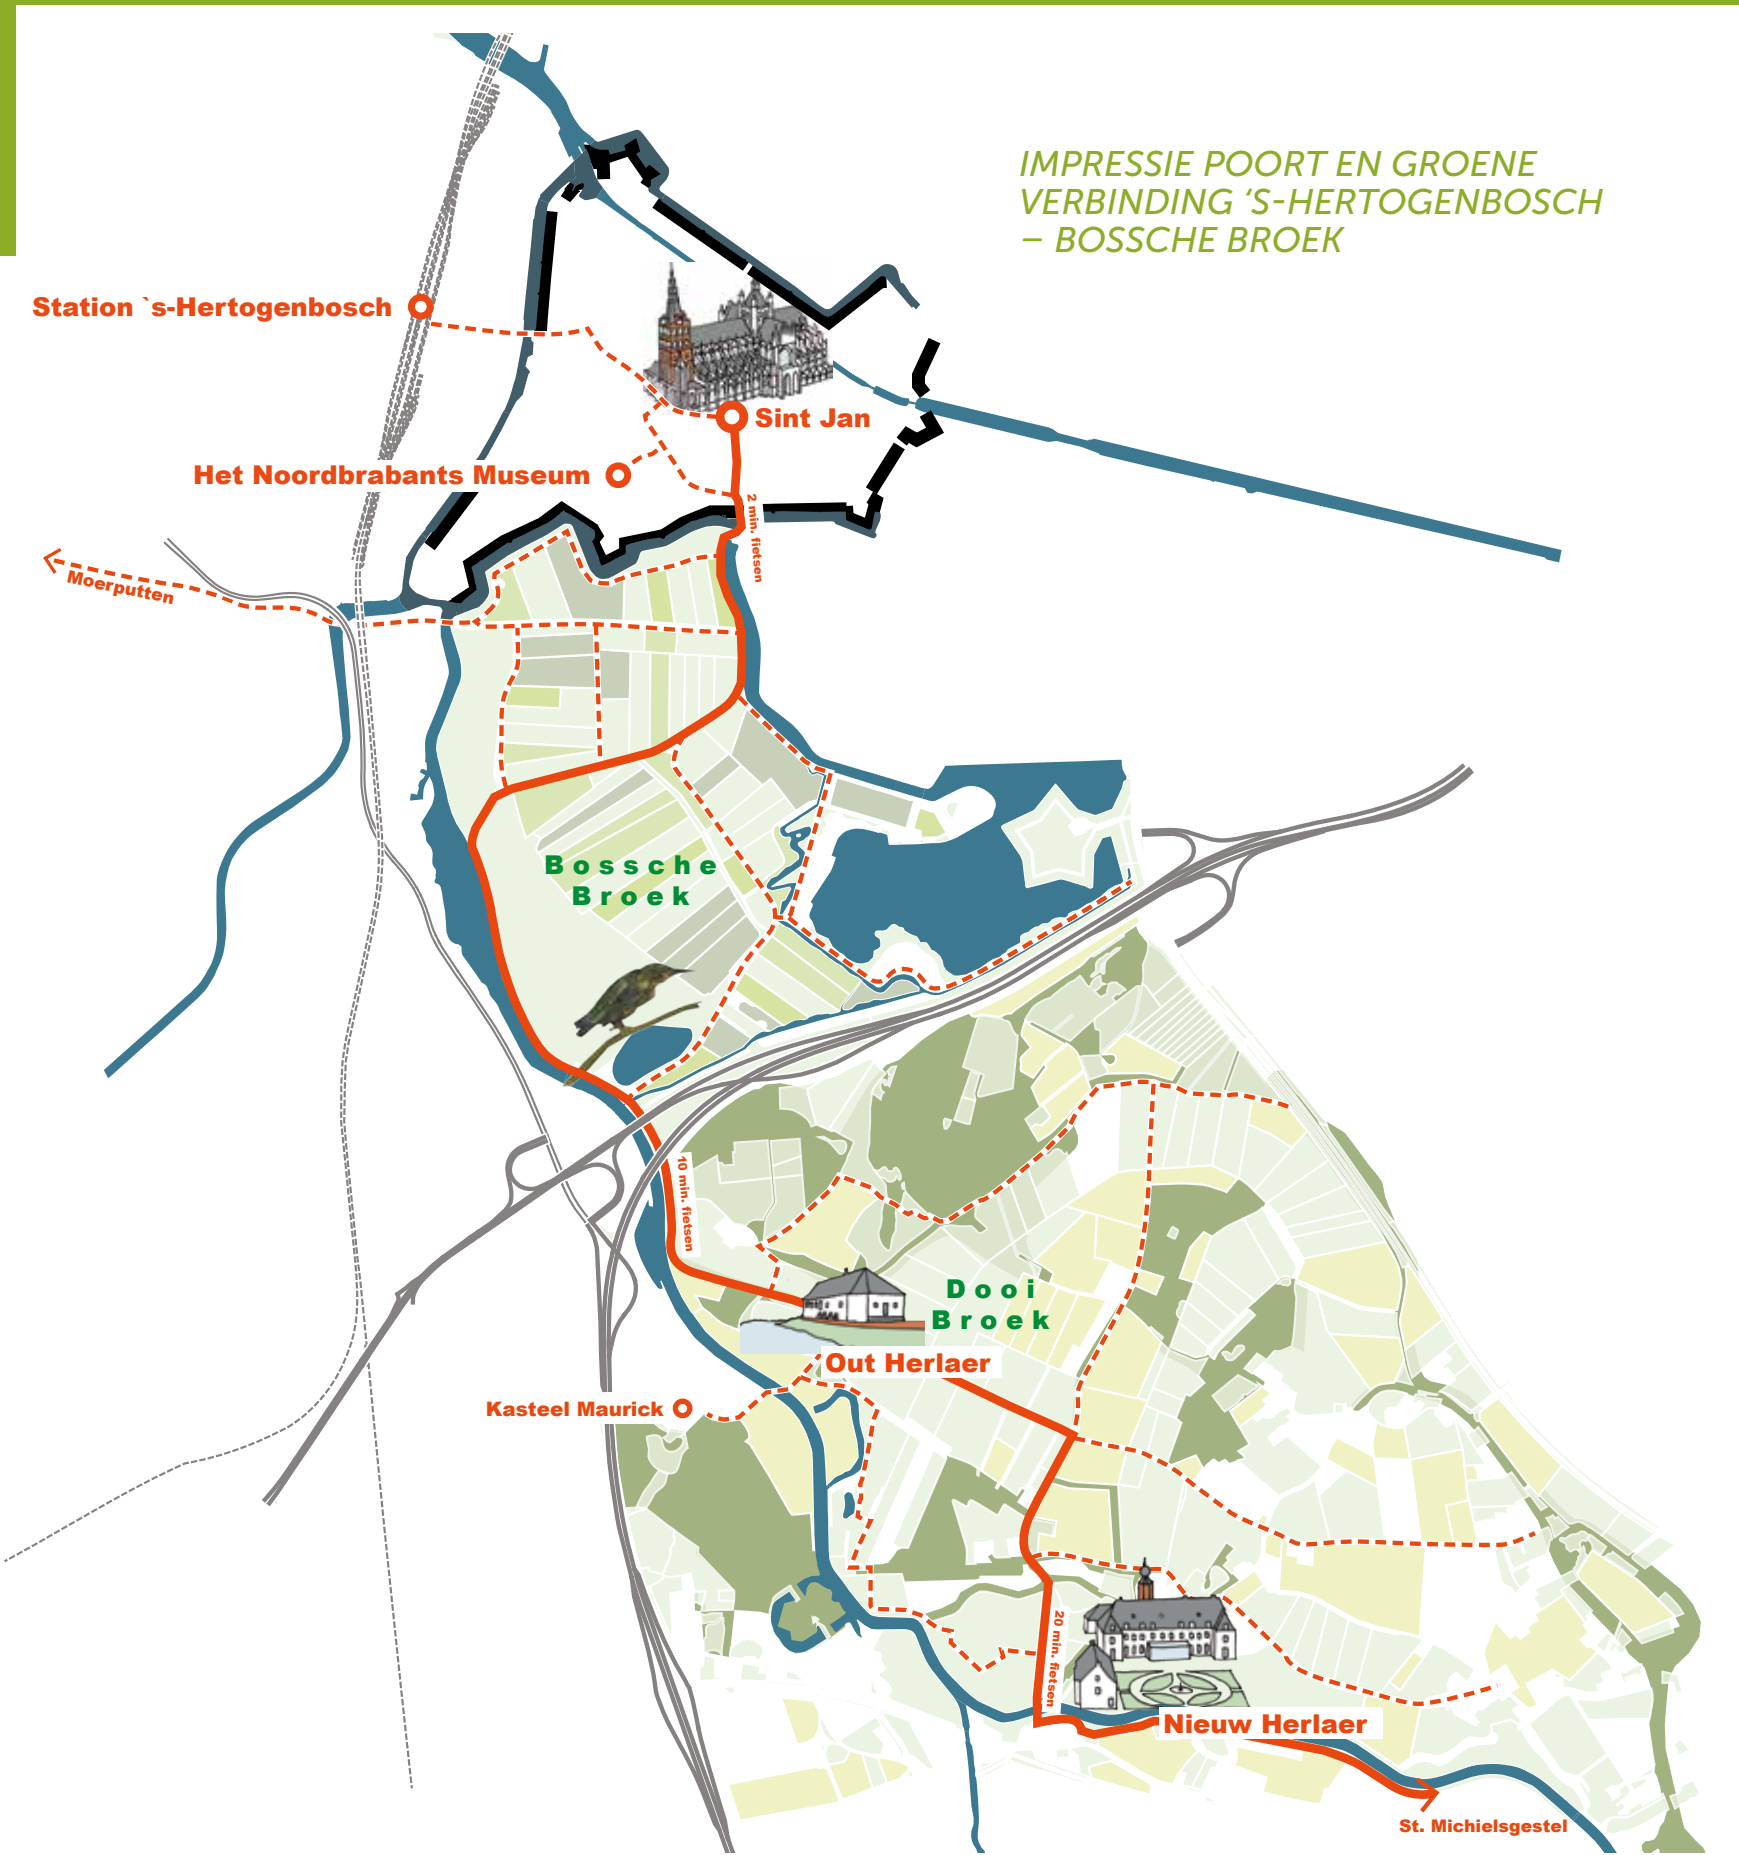 IMPRESSIE POORT EN GROENE
VERBINDING ‘S-HERTOGENBOSCH
– BOSSCHE BROEK
Station `s-Hertogenbosch
Sint Jan
Het Noordbrabants Museum
2 min. fietsen
Moerputten
Bossche
Broek
10 min. fietsen
Dooi
Broek
Out Herlaer
Kasteel Maurick
20 min. fietsen
Nieuw Herlaer
St. Michielsgestel